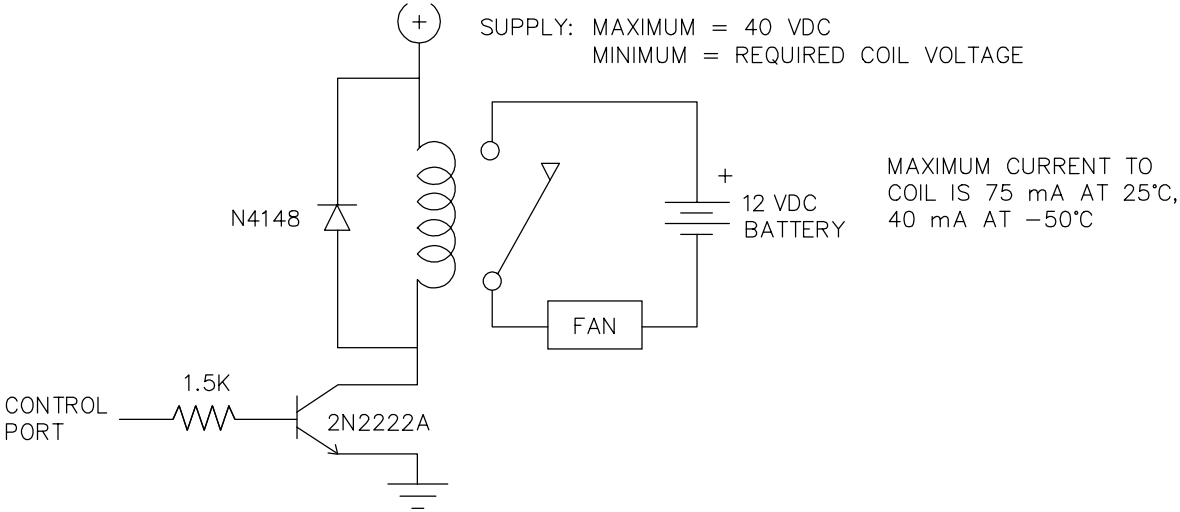 +
SUPPLY: MAXIMUM = 40 VDC
MINIMUM = REQUIRED COIL VOLTAGE
MAXIMUM CURRENT TO
COIL IS 75 mA AT 25°C,
40 mA AT −50°C
+
12 VDC
BATTERY
N4148
FAN
1.5K
CONTROL
PORT
2N2222A